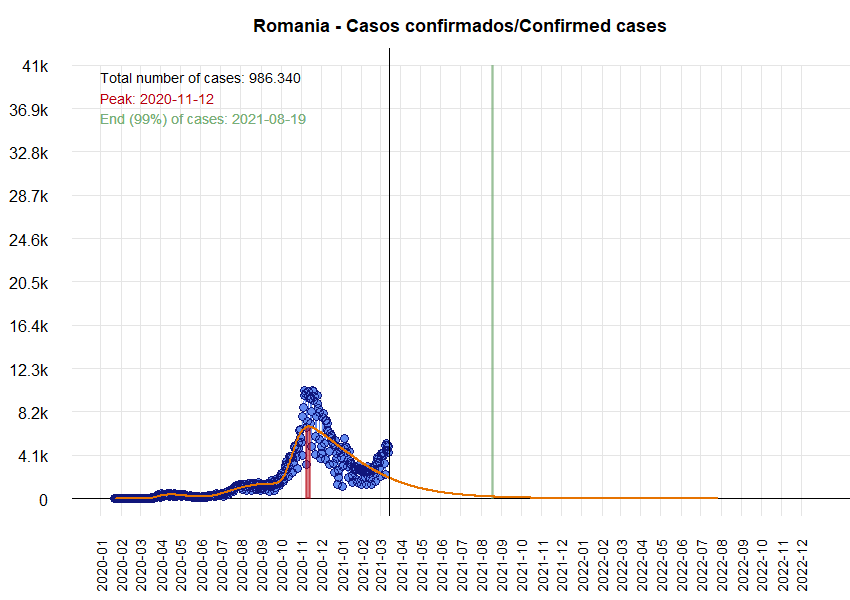 Romania - Casos confirmados/Confirmed cases
41k
Total number of cases: 986.340
Peak: 2020-11-12
End (99%) of cases: 2021-08-19
36.9k
32.8k
28.7k
24.6k
20.5k
16.4k
12.3k
8.2k
4.1k
0
2020-01
2020-02
2020-03
2020-04
2020-05
2020-06
2020-07
2020-08
2020-09
2020-10
2020-11
2020-12
2021-01
2021-02
2021-03
2021-04
2021-05
2021-06
2021-07
2021-08
2021-09
2021-10
2021-11
2021-12
2022-01
2022-02
2022-03
2022-04
2022-05
2022-06
2022-07
2022-08
2022-09
2022-10
2022-11
2022-12